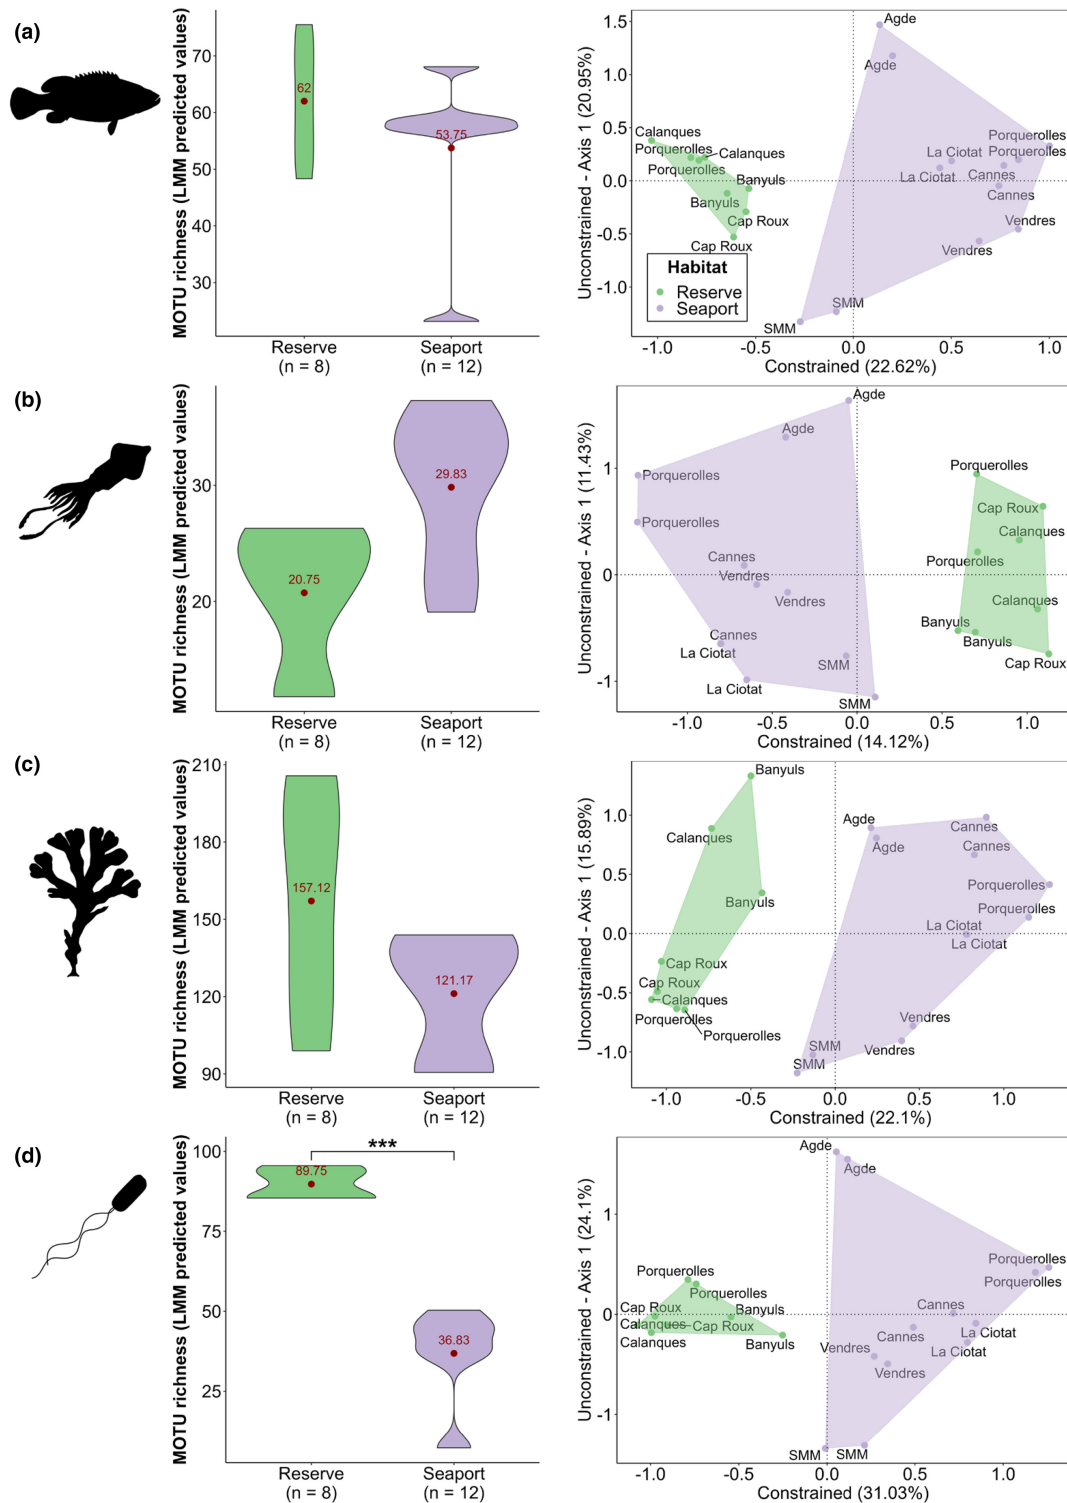 (a)
MOTU richness (LMM predicted values)
70
60
50
40
30
62
53.75
Reserve
(n = 8)
Seaport
(n = 12)
Unconstrained - Axis 1 (20.95%)
1.5
1.0
0.5
0.0
-0.5
-1.0
Agde
Agde
Calanques
Porquerolles
Calanques
Porquerolles
Banyuls
Banyuls
Cap Roux
Cap Roux
Porquerolles
La Ciotat
Porquerolles
La Ciotat
Cannes
Cannes
Vendres
Vendres
SMM
SMM
Habitat
Reserve
Seaport
-1.0
-0.5
0.0
0.5
1.0
Constrained (22.62%)
(b)
MOTU richness (LMM predicted values)
30
20
20.75
29.83
Reserve
(n = 8)
Seaport
(n = 12)
Unconstrained - Axis 1 (11.43%)
1
0
-1
Agde
Agde
Porquerolles
Porquerolles
Cannes
Vendres
Vendres
Cannes
La Ciotat
La Ciotat
SMM
SMM
Porquerolles
Cap Roux
Calanques
Porquerolles
Calanques
Banyuls
Banyuls
Cap Roux
-1.0
-0.5
0.0
0.5
1.0
Constrained (14.12%)
(c)
MOTU richness (LMM predicted values)
210
180
150
120
90
157.12
121.17
Reserve
(n = 8)
Seaport
(n = 12)
Unconstrained - Axis 1 (15.89%)
1.0
0.5
0.0
-0.5
-1.0
Banyuls
Calanques
Banyuls
Cap Roux
Cap Roux
Calanques
Porquerolles
Porquerolles
Agde
Agde
Cannes
Cannes
Porquerolles
Porquerolles
La Ciotat
La Ciotat
Vendres
Vendres
SMM
SMM
-1.0
-0.5
0.0
0.5
1.0
Constrained (22.1%)
(d)
MOTU richness (LMM predicted values)
100
75
50
25
***
89.75
36.83
Reserve
(n = 8)
Seaport
(n = 12)
Unconstrained - Axis 1 (24.1%)
1
0
-1
Agde
Agde
Porquerolles
Porquerolles
Porquerolles
Porquerolles
Cap Roux
Banyuls
Calanques
Cap Roux
Calanques
Banyuls
Cannes
Cannes
La Ciotat
La Ciotat
Vendres
Vendres
SMM
SMM
-1.0
-0.5
0.0
0.5
1.0
Constrained (31.03%)